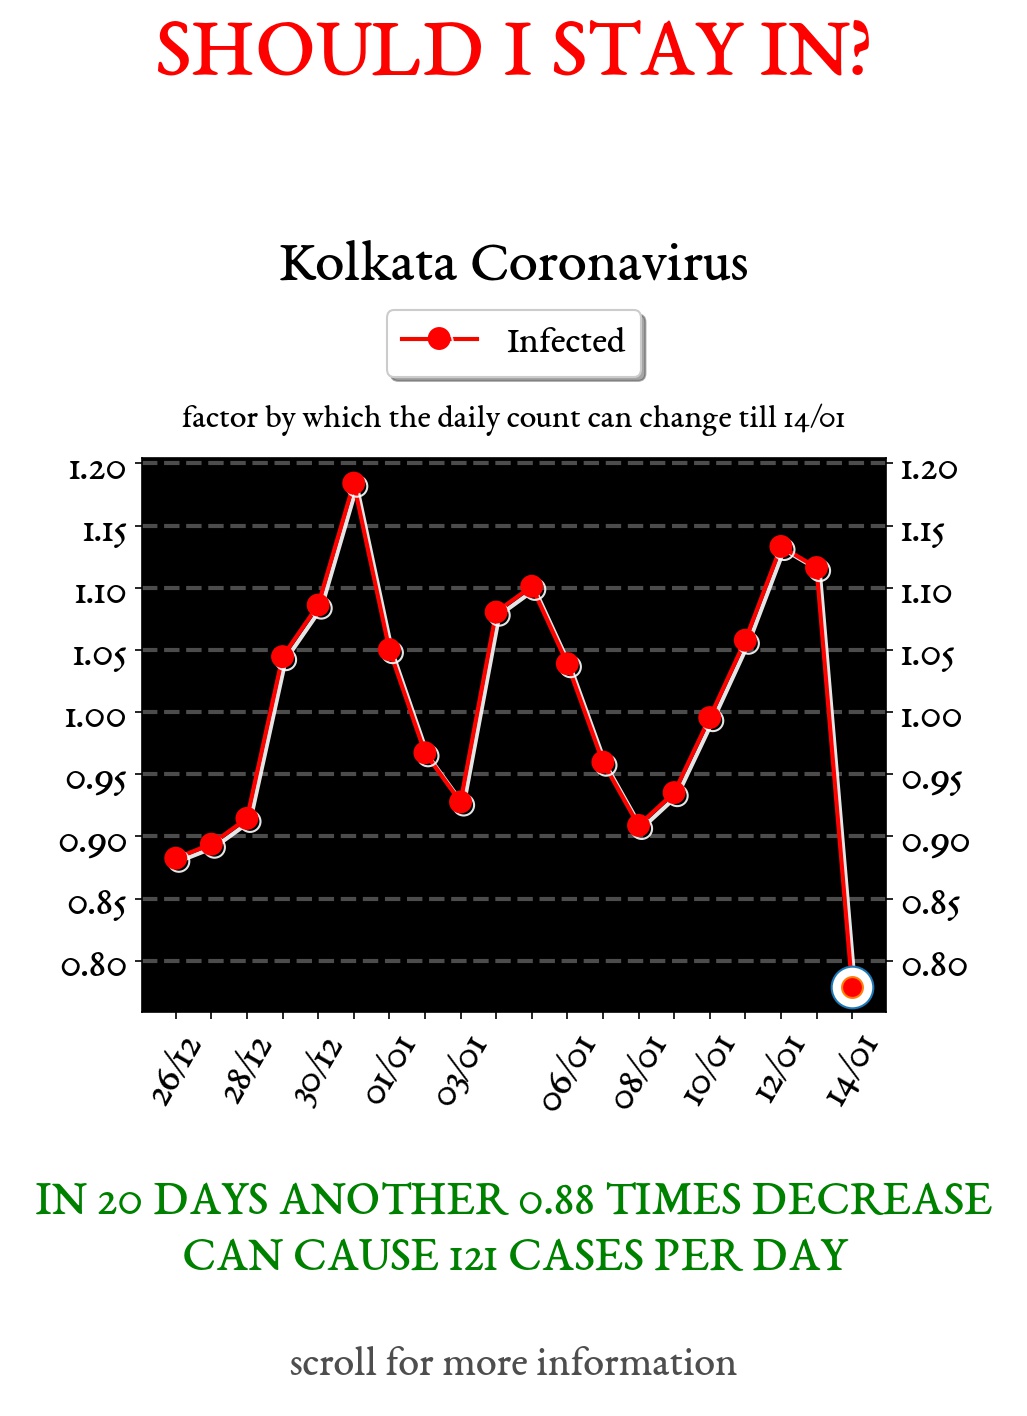 SHOULD I STAY IN?
Kolkata Coronavirus
Infected
factor by which the daily count can change till 14/01
1.20 1.20
1.15 1.15
1.10 1.10
1.05 1.05
1.00 1.00
0.95 0.95
0.90 0.90
0.85 0.85
0.80 0.80
26/12 28/12 30/12 01/01 03/01 06/01 08/01 10/01 12/01 14/01
IN 20 DAYS ANOTHER 0.88 TIMES DECREASE
CAN CAUSE 121 CASES PER DAY
scroll for more information